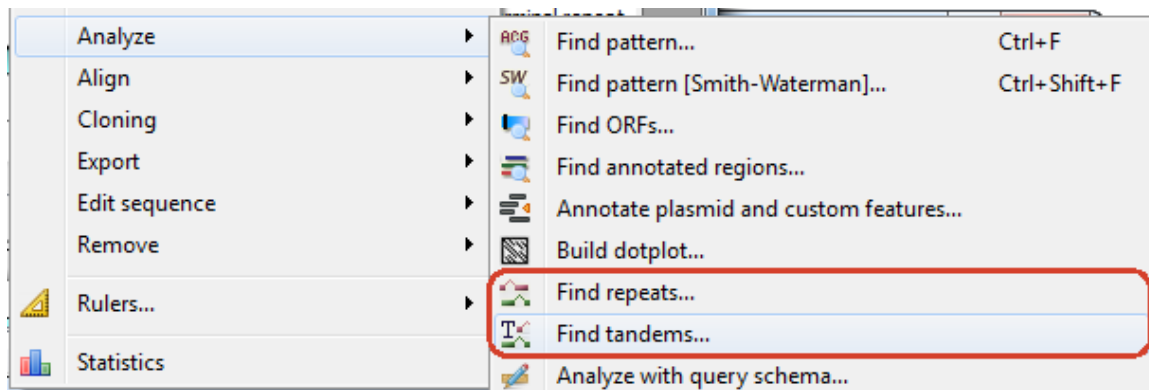 rminal repeat
Analyze
Align
Cloning
Export
Edit sequence
Remove
Rulers...
Statistics
ACG Find pattern... Ctrl+F
SW Find pattern [Smith-Waterman]... Ctrl+Shift+F
Find ORFs...
Find annotated regions...
Annotate plasmid and custom features...
Build dotplot...
Find repeats...
T Find tandems...
Analyze with query schema...